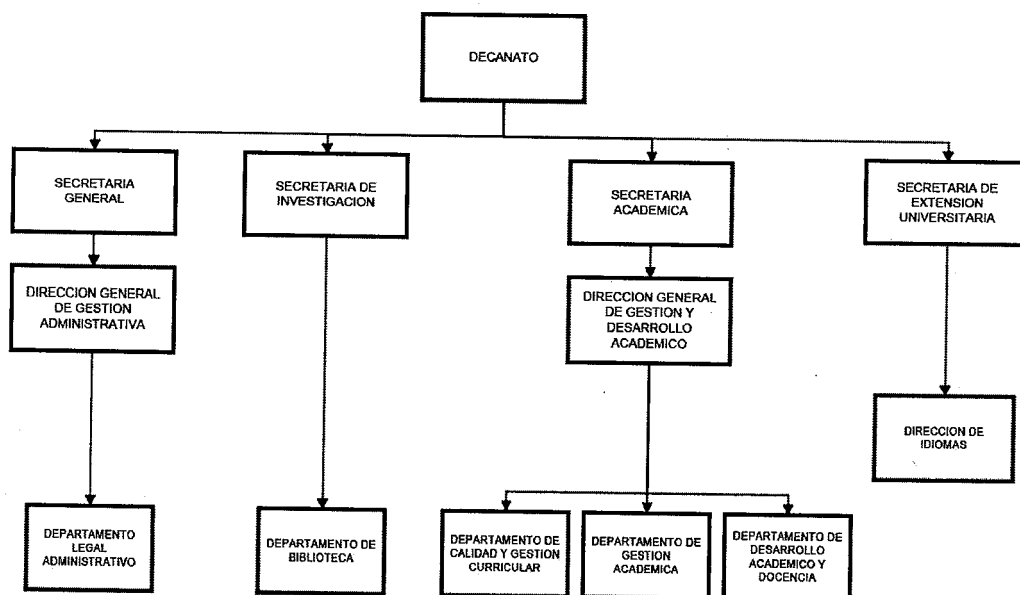 DECANATO
SECRETARIA
GENERAL
SECRETARIA DE
INVESTIGACION
SECRETARIA
ACADEMICA
SECRETARIA DE
EXTENSION
UNIVERSITARIA
DIRECCION GENERAL
DE GESTION
ADMINISTRATIVA
DIRECCION GENERAL
DE GESTION Y
DESARROLLO
ACADEMICO
DIRECCION DE
IDIOMAS
DEPARTAMENTO
LEGAL
ADMINISTRATIVO
DEPARTAMENTO DE
BIBLIOTECA
DEPARTAMENTO DE
CALIDAD Y GESTION
CURRICULAR
DEPARTAMENTO DE
GESTION
ACADEMICA
DEPARTAMENTO DE
DESARROLLO
ACADEMICO Y
DOCENCIA